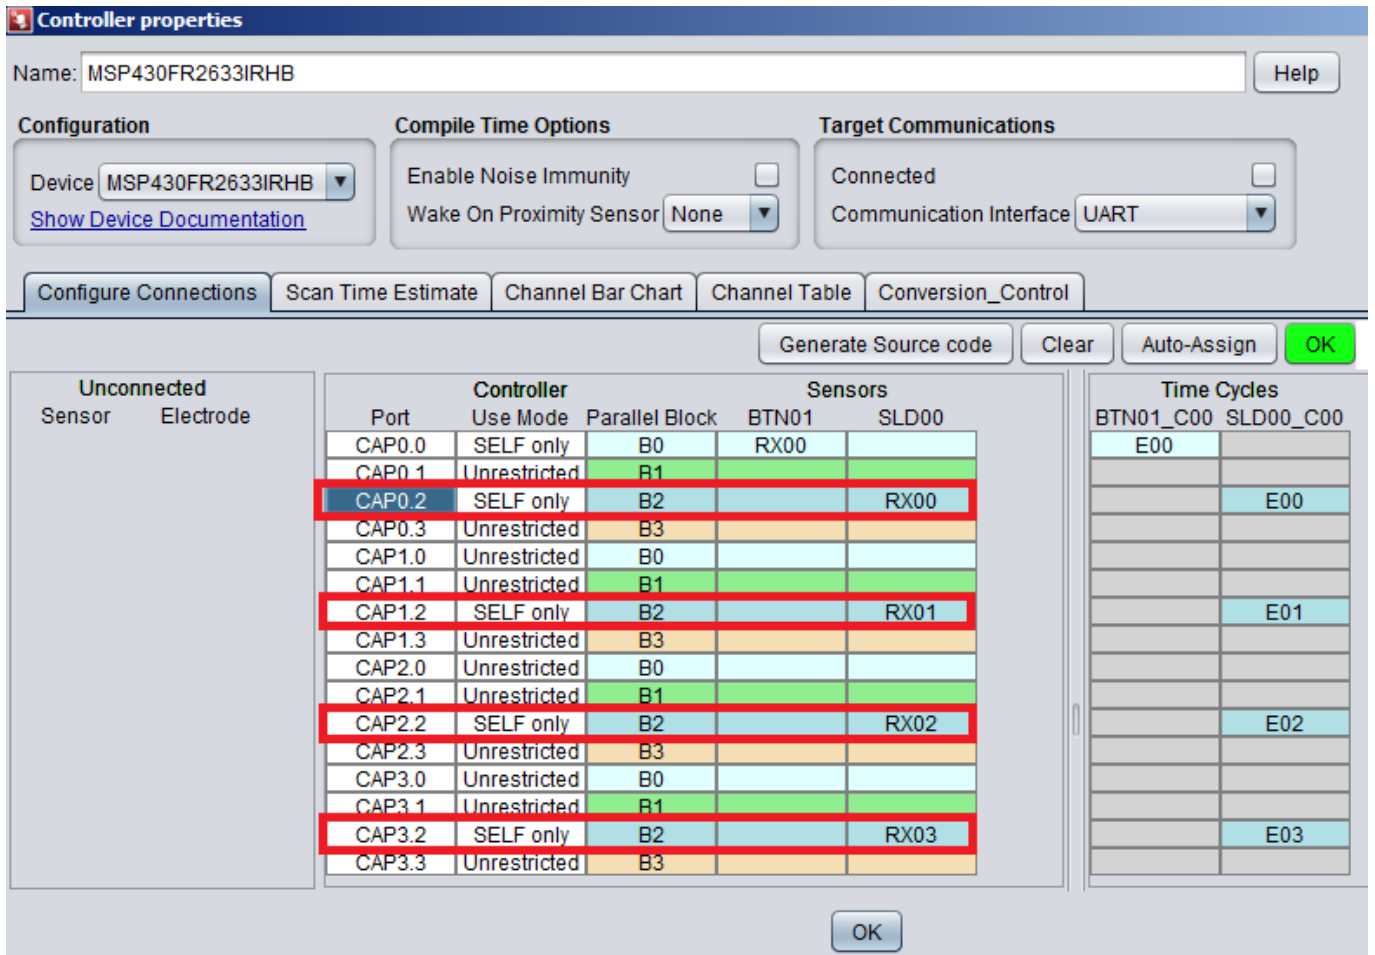 Controller properties
Name: MSP430FR2633IRHB Help
Configuration Compile Time Options Target Communications
Device MSP430FR2633IRHB Enable Noise Immunity Connected
Show Device Documentation Wake On Proximity Sensor None Communication Interface UART
Configure Connections Scan Time Estimate Channel Bar Chart Channel Table Conversion_Control
Generate Source code Clear Auto-Assign OK
Unconnected Controller Sensors Time Cycles
Sensor Electrode Port Use Mode Parallel Block BTN01 SLD00 BTN01_C00 SLD00_C00
CAP0.0 SELF only B0 RX00 E00
CAP0.1 Unrestricted B1
CAP0.2 SELF only B2 RX00 E00
CAP0.3 Unrestricted B3
CAP1.0 Unrestricted B0
CAP1.1 Unrestricted B1
CAP1.2 SELF only B2 RX01 E01
CAP1.3 Unrestricted B3
CAP2.0 Unrestricted B0
CAP2.1 Unrestricted B1
CAP2.2 SELF only B2 RX02 E02
CAP2.3 Unrestricted B3
CAP3.0 Unrestricted B0
CAP3.1 Unrestricted B1
CAP3.2 SELF only B2 RX03 E03
CAP3.3 Unrestricted B3
OK